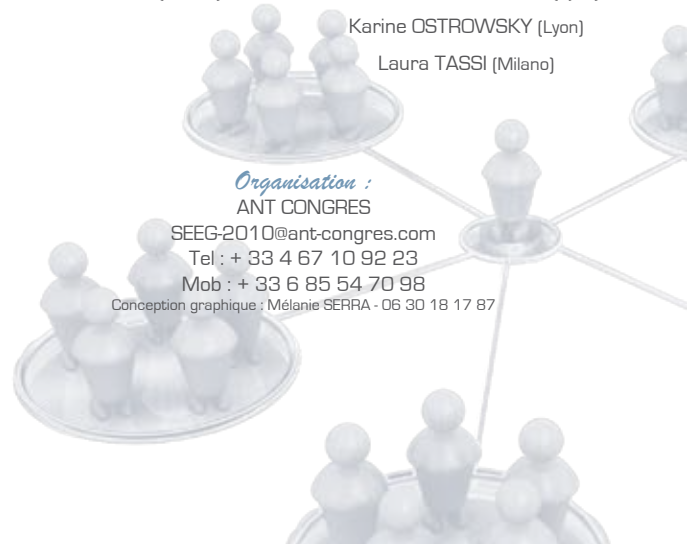 Karine OSTROWSKY (Lyon)
Laura TASSI (Milano)
Organisation :
ANT CONGRES
SEEG-2010@ant-congres.com
Tel : + 33 4 67 10 92 23
Mob : + 33 6 85 54 70 98
Conception graphique : Mélanie SERRA - 06 30 18 17 87